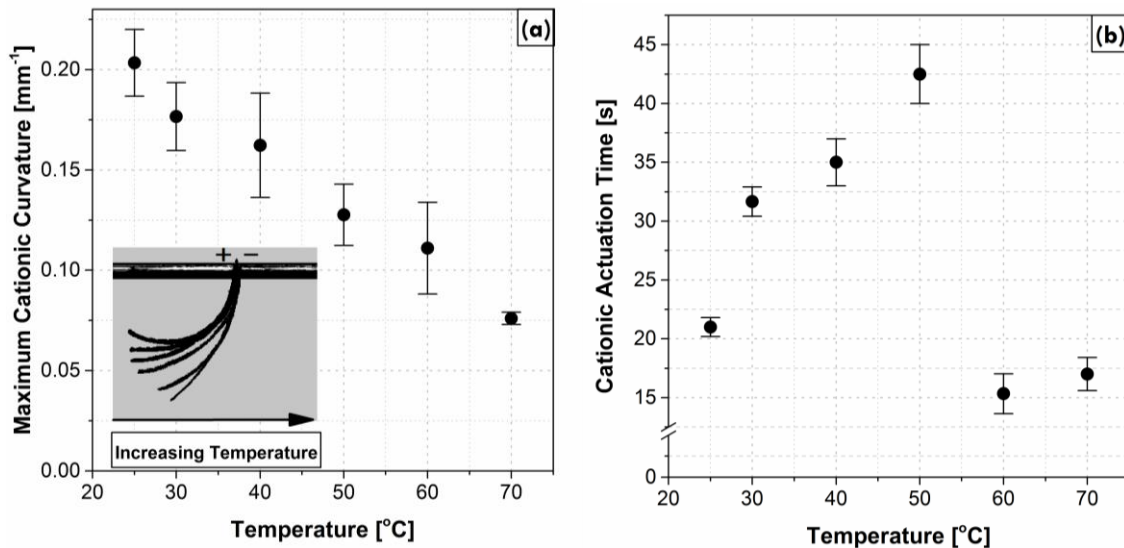 (a)
Maximum Cationic Curvature [mm⁻¹]
0.20
0.15
0.10
0.05
0.00
+ −
Increasing Temperature
20 30 40 50 60 70
Temperature [°C]
(b)
Cationic Actuation Time [s]
45
40
35
30
25
20
15
0
20 30 40 50 60 70
Temperature [°C]